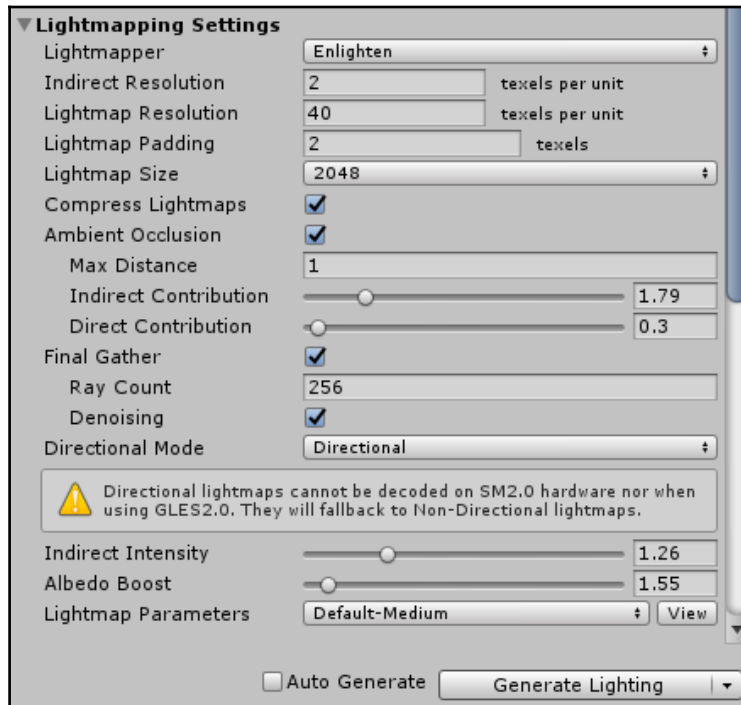 Lightmapping Settings
Lightmapper Enlighten
Indirect Resolution 2 texels per unit
Lightmap Resolution 40 texels per unit
Lightmap Padding 2 texels
Lightmap Size 2048
Compress Lightmaps
Ambient Occlusion
Max Distance 1
Indirect Contribution 1.79
Direct Contribution 0.3
Final Gather
Ray Count 256
Denoising
Directional Mode Directional
Directional lightmaps cannot be decoded on SM2.0 hardware nor when
using GLES2.0. They will fallback to Non-Directional lightmaps.
Indirect Intensity 1.26
Albedo Boost 1.55
Lightmap Parameters Default-Medium View
Auto Generate Generate Lighting